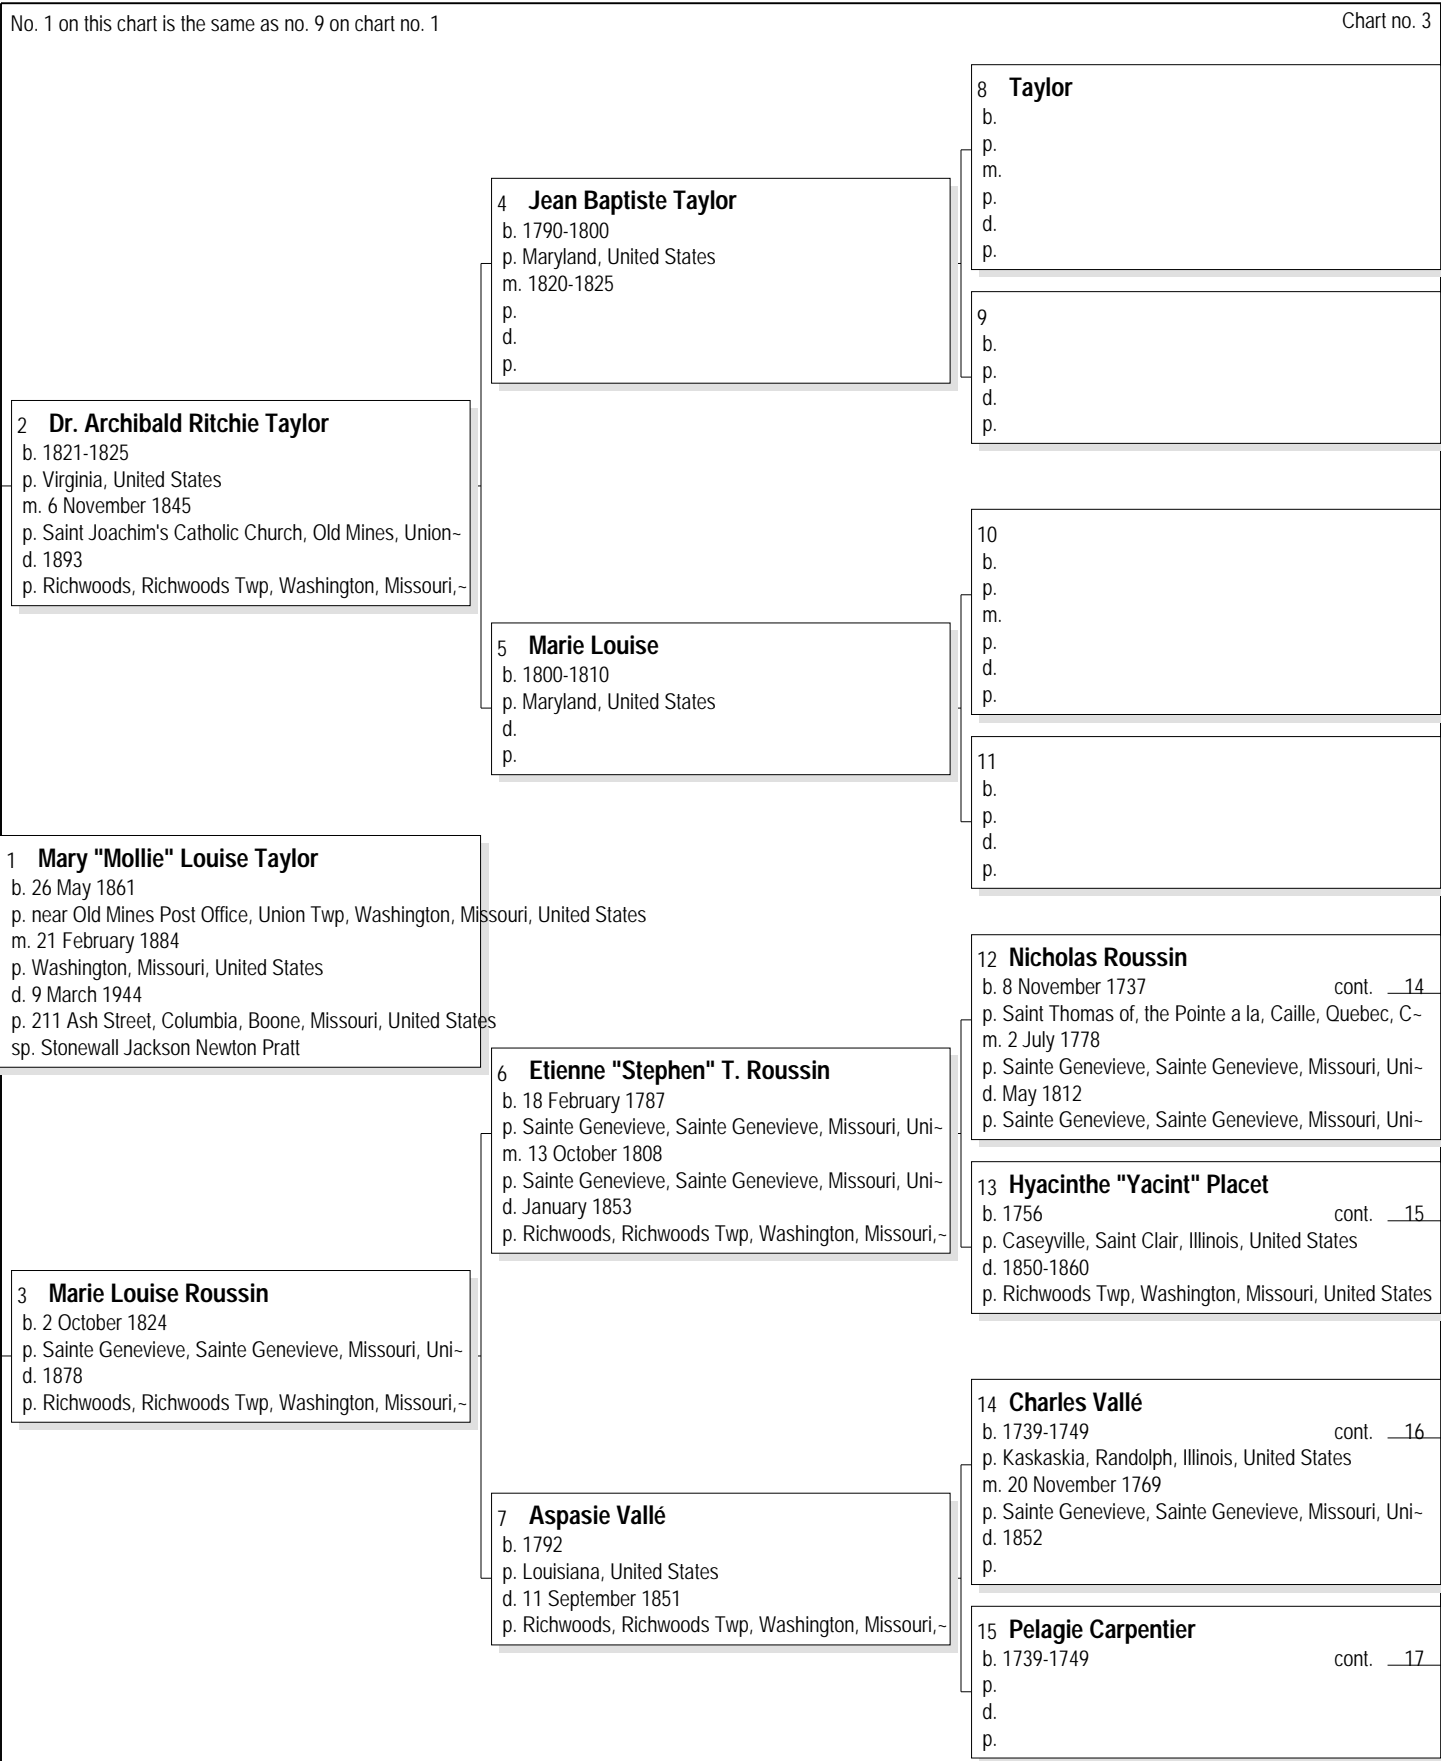 No. 1 on this chart is the same as no. 9 on chart no. 1
Chart no. 3
8 Taylor
b.
p.
m.
p.
d.
p.
4 Jean Baptiste Taylor
b. 1790-1800
p. Maryland, United States
m. 1820-1825
p.
d.
p.
9
b.
p.
d.
p.
2 Dr. Archibald Ritchie Taylor
b. 1821-1825
p. Virginia, United States
m. 6 November 1845
p. Saint Joachim's Catholic Church, Old Mines, Union~
d. 1893
p. Richwoods, Richwoods Twp, Washington, Missouri,~
10
b.
p.
m.
p.
d.
p.
5 Marie Louise
b. 1800-1810
p. Maryland, United States
d.
p.
11
b.
p.
d.
p.
1 Mary "Mollie" Louise Taylor
b. 26 May 1861
p. near Old Mines Post Office, Union Twp, Washington, Missouri, United States
m. 21 February 1884
p. Washington, Missouri, United States
d. 9 March 1944
p. 211 Ash Street, Columbia, Boone, Missouri, United States
sp. Stonewall Jackson Newton Pratt
12 Nicholas Roussin
b. 8 November 1737 cont. 14
p. Saint Thomas of, the Pointe a la, Caille, Quebec, C~
m. 2 July 1778
p. Sainte Genevieve, Sainte Genevieve, Missouri, Uni~
d. May 1812
p. Sainte Genevieve, Sainte Genevieve, Missouri, Uni~
6 Etienne "Stephen" T. Roussin
b. 18 February 1787
p. Sainte Genevieve, Sainte Genevieve, Missouri, Uni~
m. 13 October 1808
p. Sainte Genevieve, Sainte Genevieve, Missouri, Uni~
d. January 1853
p. Richwoods, Richwoods Twp, Washington, Missouri,~
13 Hyacinthe "Yacint" Placet
b. 1756 cont. 15
p. Caseyville, Saint Clair, Illinois, United States
d. 1850-1860
p. Richwoods Twp, Washington, Missouri, United States
3 Marie Louise Roussin
b. 2 October 1824
p. Sainte Genevieve, Sainte Genevieve, Missouri, Uni~
d. 1878
p. Richwoods, Richwoods Twp, Washington, Missouri,~
14 Charles Vallé
b. 1739-1749 cont. 16
p. Kaskaskia, Randolph, Illinois, United States
m. 20 November 1769
p. Sainte Genevieve, Sainte Genevieve, Missouri, Uni~
d. 1852
p.
7 Aspasie Vallé
b. 1792
p. Louisiana, United States
d. 11 September 1851
p. Richwoods, Richwoods Twp, Washington, Missouri,~
15 Pelagie Carpentier
b. 1739-1749 cont. 17
p.
d.
p.